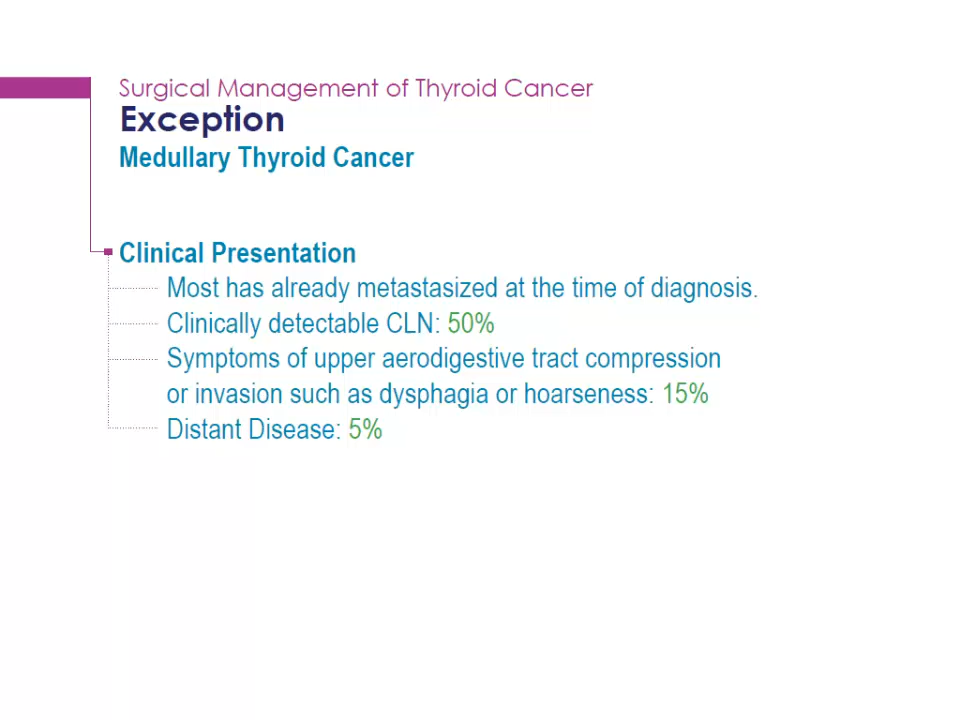 Surgical Management of Thyroid Cancer
Exception
Medullary Thyroid Cancer
Clinical Presentation
Most has already metastasized at the time of diagnosis.
Clinically detectable CLN: 50%
Symptoms of upper aerodigestive tract compression
or invasion such as dysphagia or hoarseness: 15%
Distant Disease: 5%